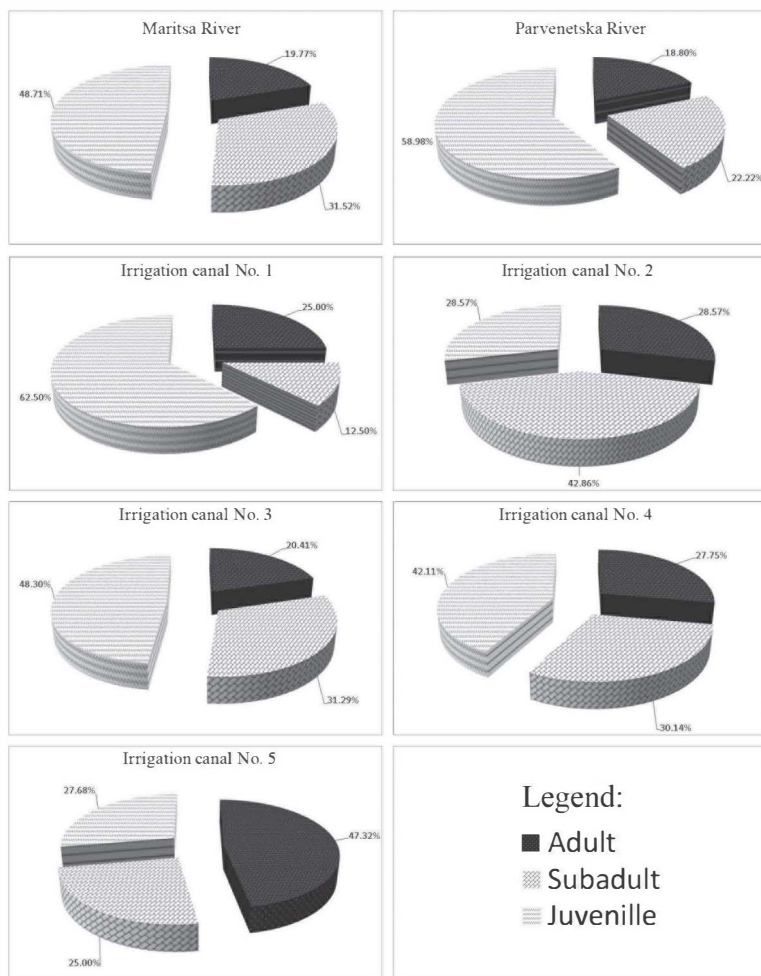 Maritsa River
19.77%
48.71%
31.52%
Parvenetska River
18.80%
58.98%
22.22%
Irrigation canal No. 1
25.00%
62.50%
12.50%
Irrigation canal No. 2
28.57%
28.57%
42.86%
Irrigation canal No. 3
20.41%
48.30%
31.29%
Irrigation canal No. 4
42.11%
27.75%
30.14%
Irrigation canal No. 5
27.68%
47.32%
25.00%
Legend:
Adult
Subadult
Juvenille